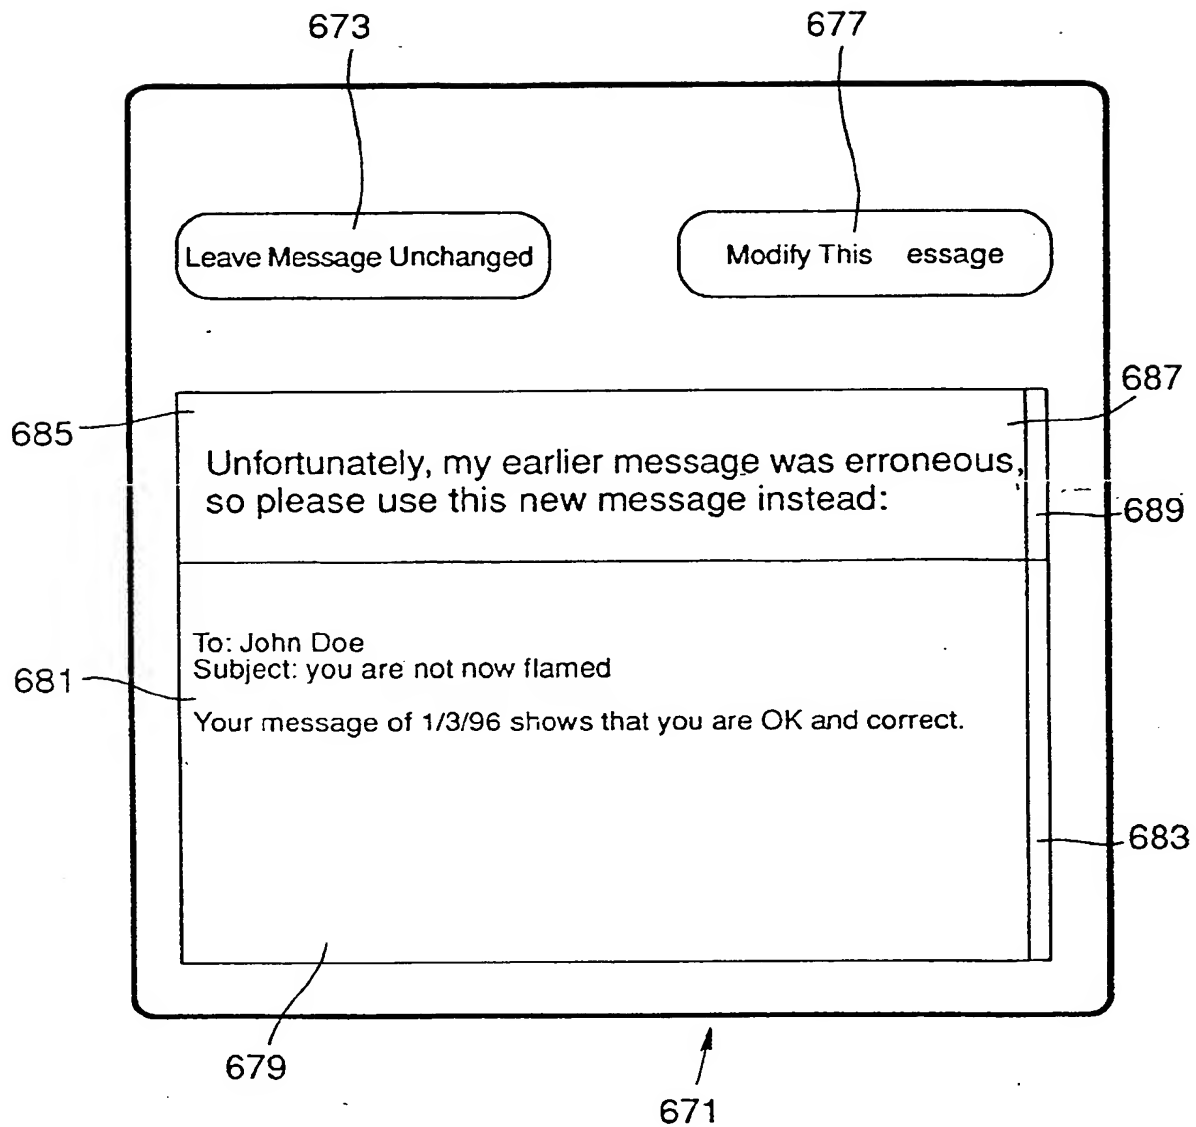 673
677
Leave Message Unchanged
Modify This essage
687
685
Unfortunately, my earlier message was erroneous,
so please use this new message instead:
689
To: John Doe
Subject: you are not now flamed
681
Your message of 1/3/96 shows that you are OK and correct.
683
679
671